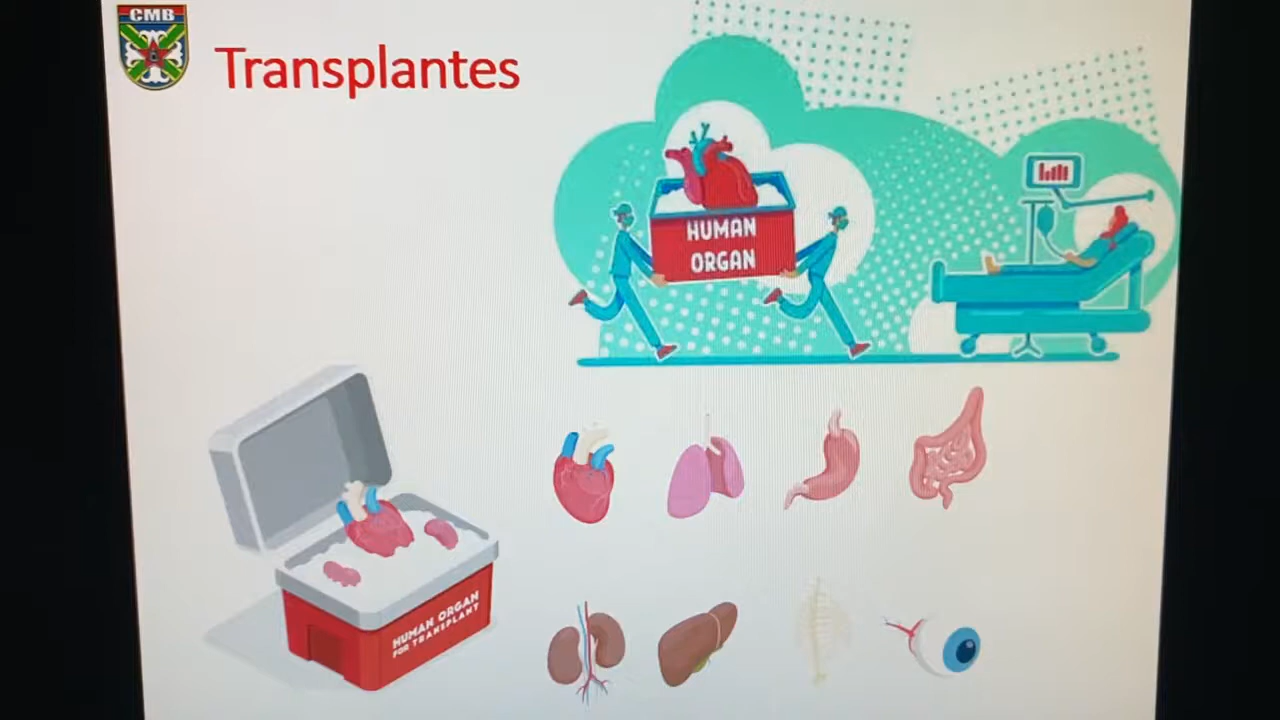 CMB
Transplantes
HUMAN
ORGAN
HUMAN ORGAN
FOR TRANSPLANT